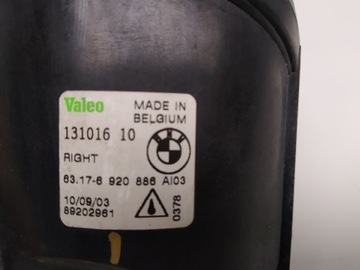 Valeo
MADE IN
BELGIUM
131016 10
RIGHT
63.17-6 920 886 AI03
10/09/03
89202961
0378